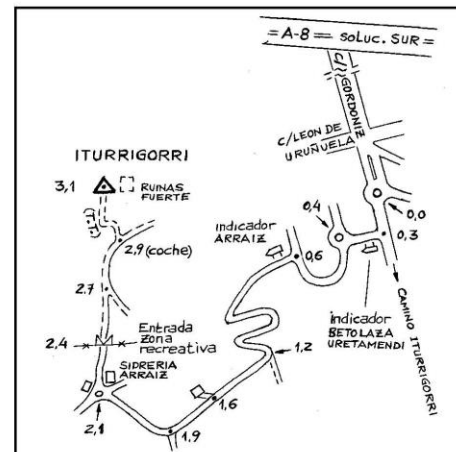 = A-8 SOLUC. SUR =
C/ GORDONIZ
C/ LEON DE
URUÑUELA
ITURRIGORRI
3,1
RUINAS
FUERTE
(T.T.)
2,9 (coche)
Indicador
ARRAIZ
0,4
0,0
0,6
0,3
2.7
Indicador
BETOLAZA
URETAMENDI
CAMINO ITURRIGORRI
2,4
Entrada
zona
recreativa
1,2
SIDRERIA
ARRAIZ
1,6
2,1
1,9